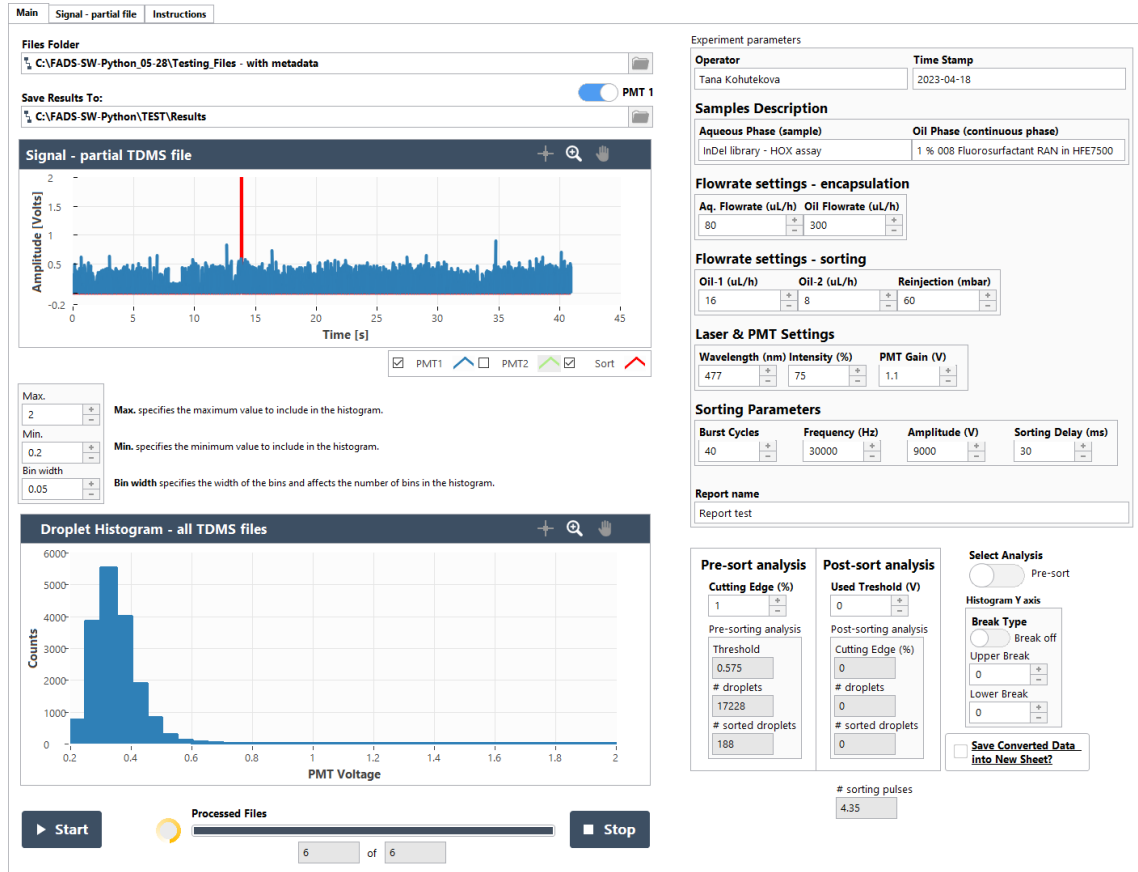 Main Signal - partial file Instructions
Files Folder
C:\FADS-SW-Python_05-28\Testing_Files - with metadata
PMT 1
Save Results To:
C:\FADS-SW-Python\TEST\Results
Signal - partial TDMS file
Amplitude [Volts]
2
1.5
1
0.5
-0.2
0 5 10 15 20 25 30 35 40 45
Time [s]
PMT1 PMT2 Sort
Max.
2
Max. specifies the maximum value to include in the histogram.
Min.
0.2
Min. specifies the minimum value to include in the histogram.
Bin width
0.05
Bin width specifies the width of the bins and affects the number of bins in the histogram.
Droplet Histogram - all TDMS files
Counts
6000
5000
4000
3000
2000
1000
0
0.2 0.4 0.6 0.8 1 1.2 1.4 1.6 1.8 2
PMT Voltage
Start
Processed Files
6 of 6
Stop
Experiment parameters
Operator Time Stamp
Tana Kohutekova 2023-04-18
Samples Description
Aqueous Phase (sample) Oil Phase (continuous phase)
InDel library - HOX assay 1 % 008 Fluorosurfactant RAN in HFE7500
Flowrate settings - encapsulation
Aq. Flowrate (uL/h) Oil Flowrate (uL/h)
80 300
Flowrate settings - sorting
Oil-1 (uL/h) Oil-2 (uL/h) Reinjection (mbar)
16 8 60
Laser & PMT Settings
Wavelength (nm) Intensity (%) PMT Gain (V)
477 75 1.1
Sorting Parameters
Burst Cycles Frequency (Hz) Amplitude (V) Sorting Delay (ms)
40 30000 9000 30
Report name
Report test
Pre-sort analysis
Cutting Edge (%)
1
Pre-sorting analysis
Threshold
0.575
# droplets
17228
# sorted droplets
188
Post-sort analysis
Used Treshold (V)
0
Post-sorting analysis
Cutting Edge (%)
0
# droplets
0
# sorted droplets
0
# sorting pulses
4.35
Select Analysis
Pre-sort
Histogram Y axis
Break Type
Break off
Upper Break
0
Lower Break
0
Save Converted Data
into New Sheet?